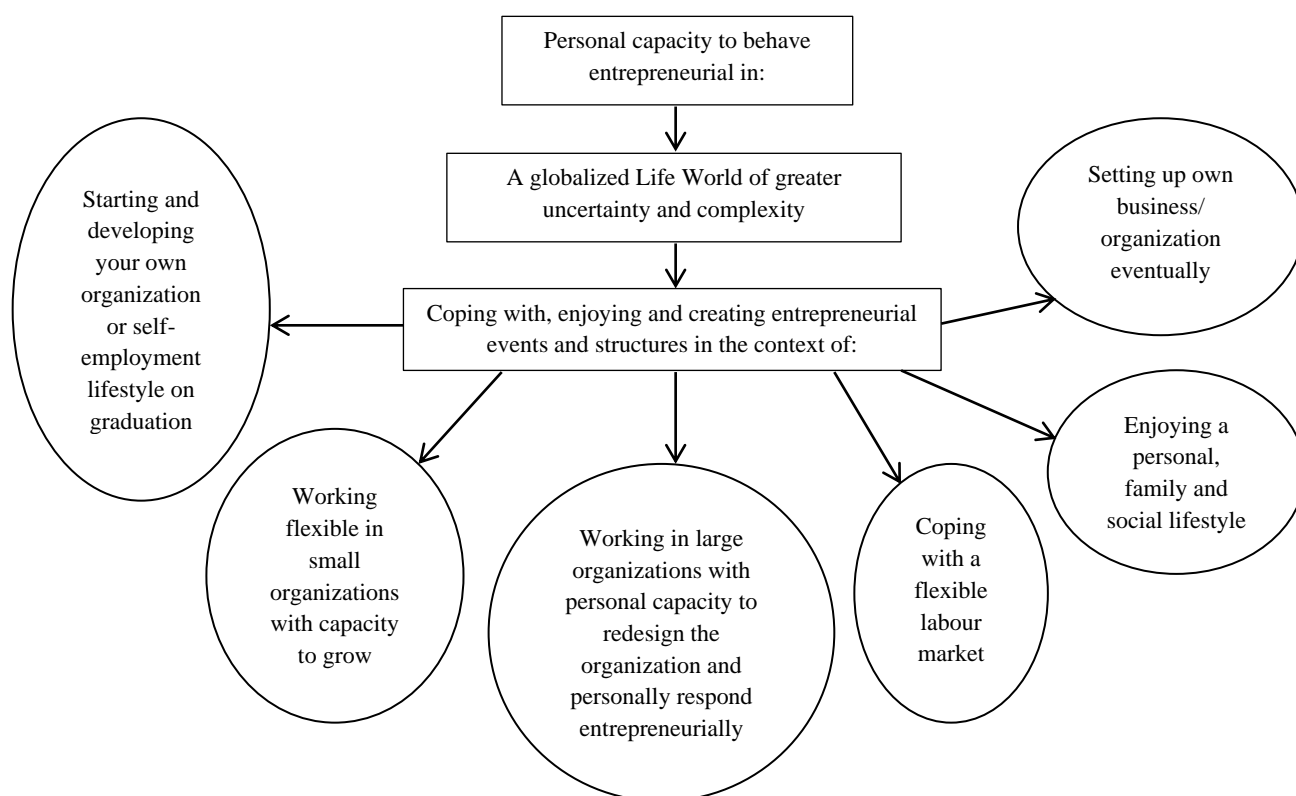 Personal capacity to behave
entrepreneurial in:
A globalized Life World of greater
uncertainty and complexity
Coping with, enjoying and creating entrepreneurial
events and structures in the context of:
Starting and
developing
your own
organization
or self-
employment
lifestyle on
graduation
Working
flexible in
small
organizations
with capacity
to grow
Working in large
organizations with
personal capacity to
redesign the
organization and
personally respond
entrepreneurially
Coping
with a
flexible
labour
market
Enjoying a
personal,
family and
social lifestyle
Setting up own
business/
organization
eventually